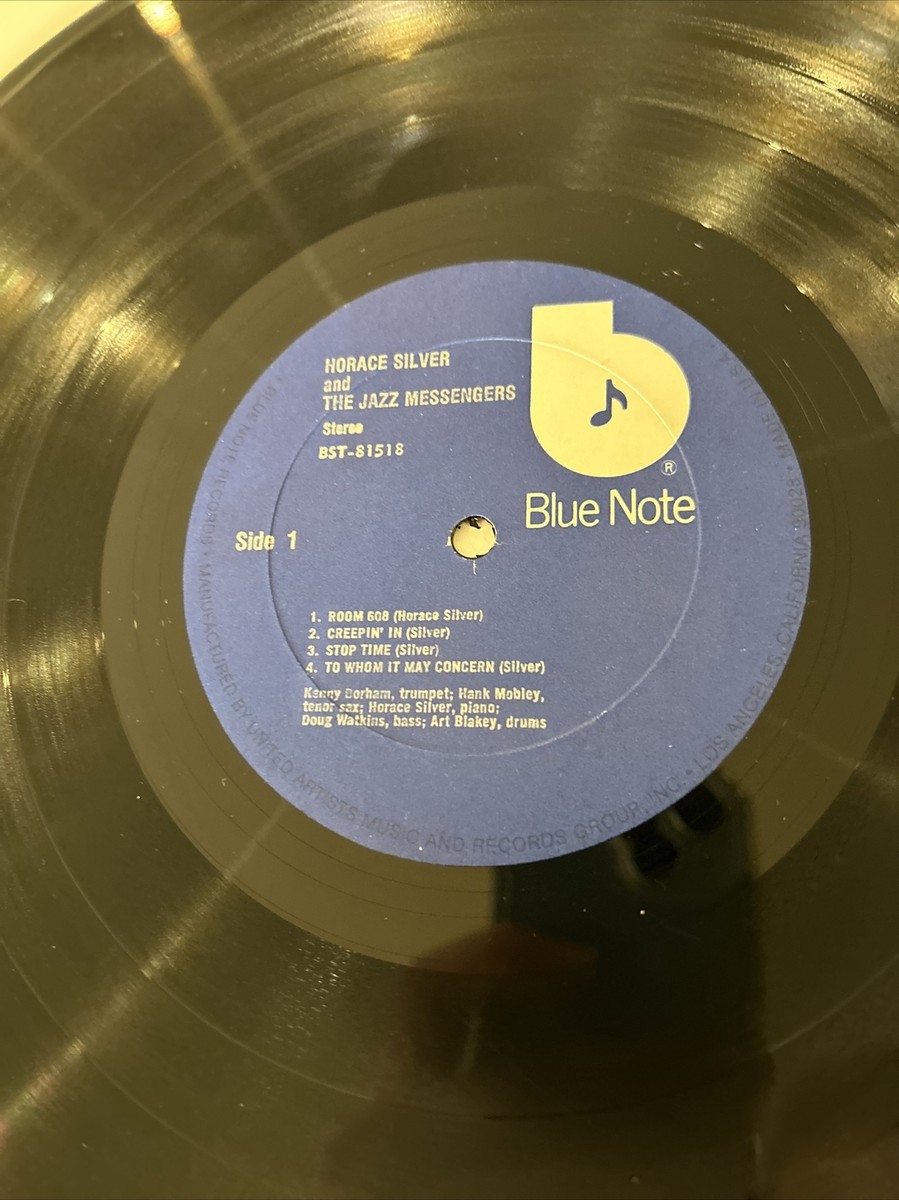 HORACE SILVER
and
THE JAZZ MESSENGERS
Stereo
BST-81518
®
Blue Note
Side 1
1. ROOM 608 (Horace Silver)
2. CREEPIN' IN (Silver)
3. STOP TIME (Silver)
4. TO WHOM IT MAY CONCERN (Silver)
Kenny Dorham, trumpet; Hank Mobley,
tenor sax; Horace Silver, piano;
Doug Watkins, bass; Art Blakey, drums
BLUE NOTE RECORDS • MANUFACTURED BY UNITED ARTISTS MUSIC AND RECORDS GROUP, INC. • LOS ANGELES, CALIFORNIA 90028 • MADE IN U.S.A.